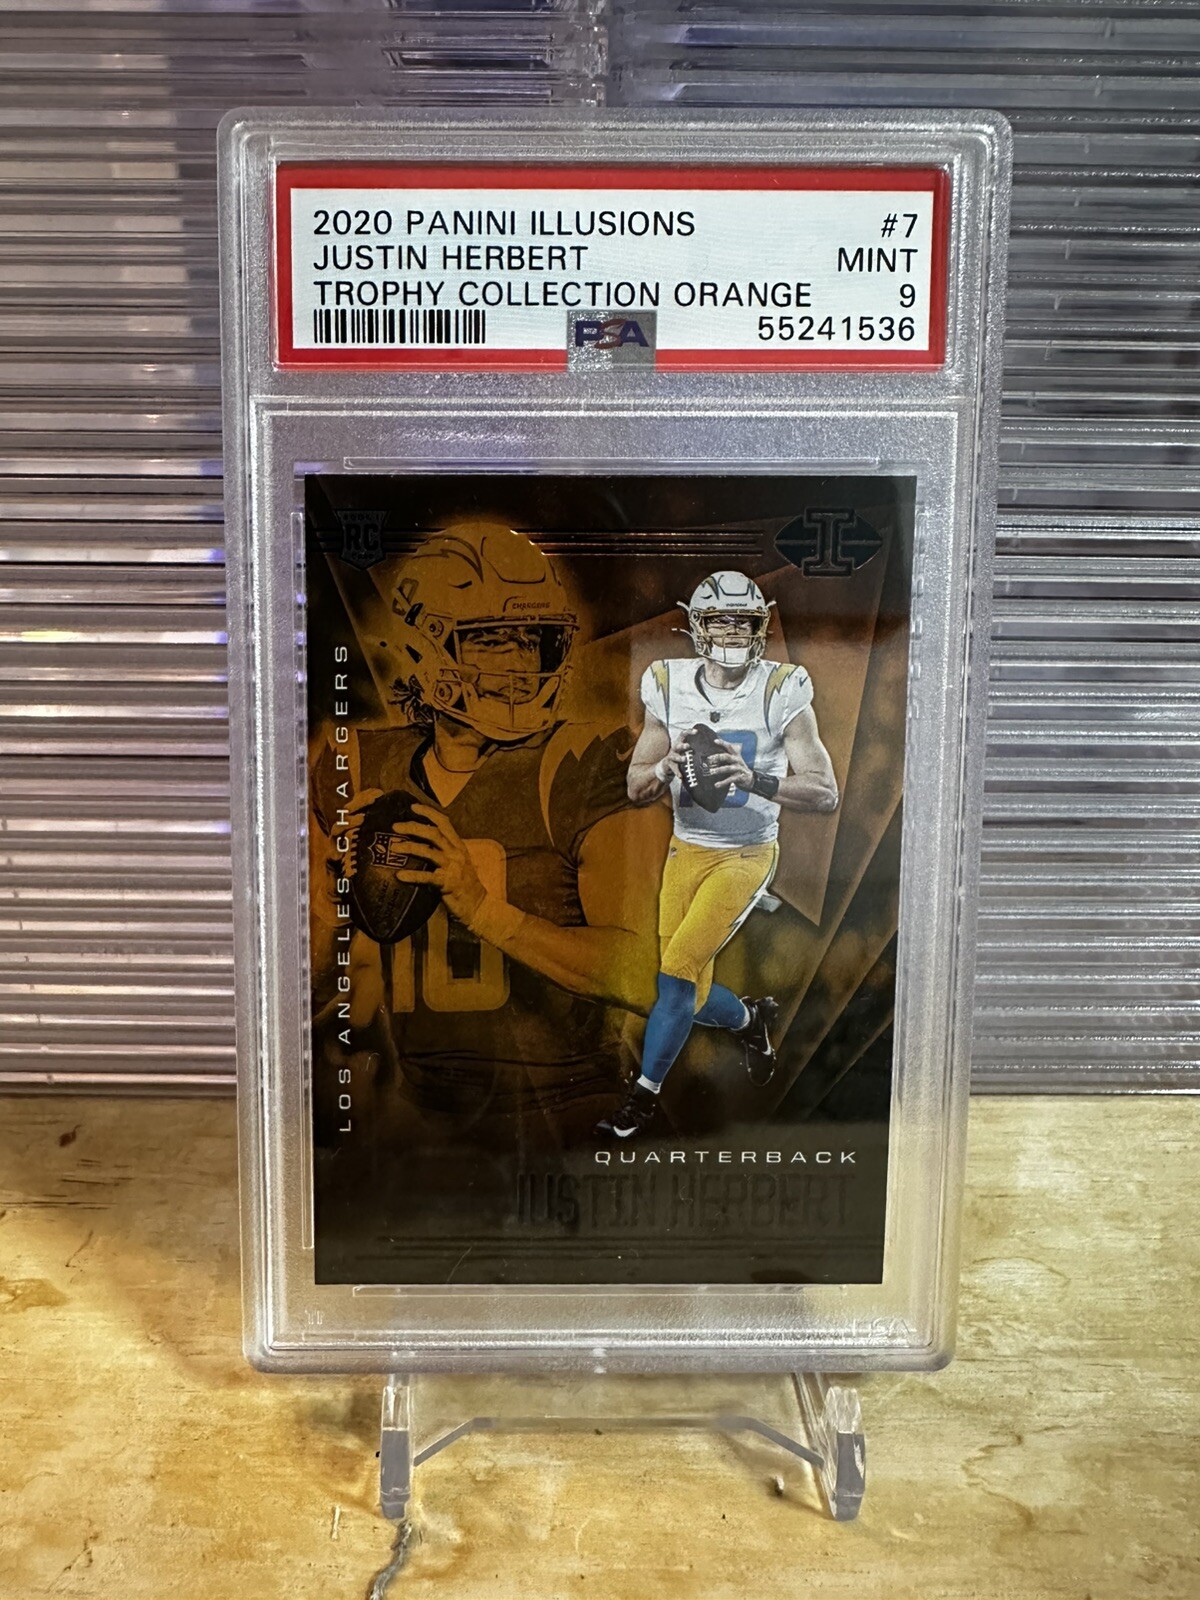 2020 PANINI ILLUSIONS #7
JUSTIN HERBERT MINT
TROPHY COLLECTION ORANGE 9
PSA 55241536
RC
I
CHARGERS
LOS ANGELES CHARGERS
10
QUARTERBACK
JUSTIN HERBERT